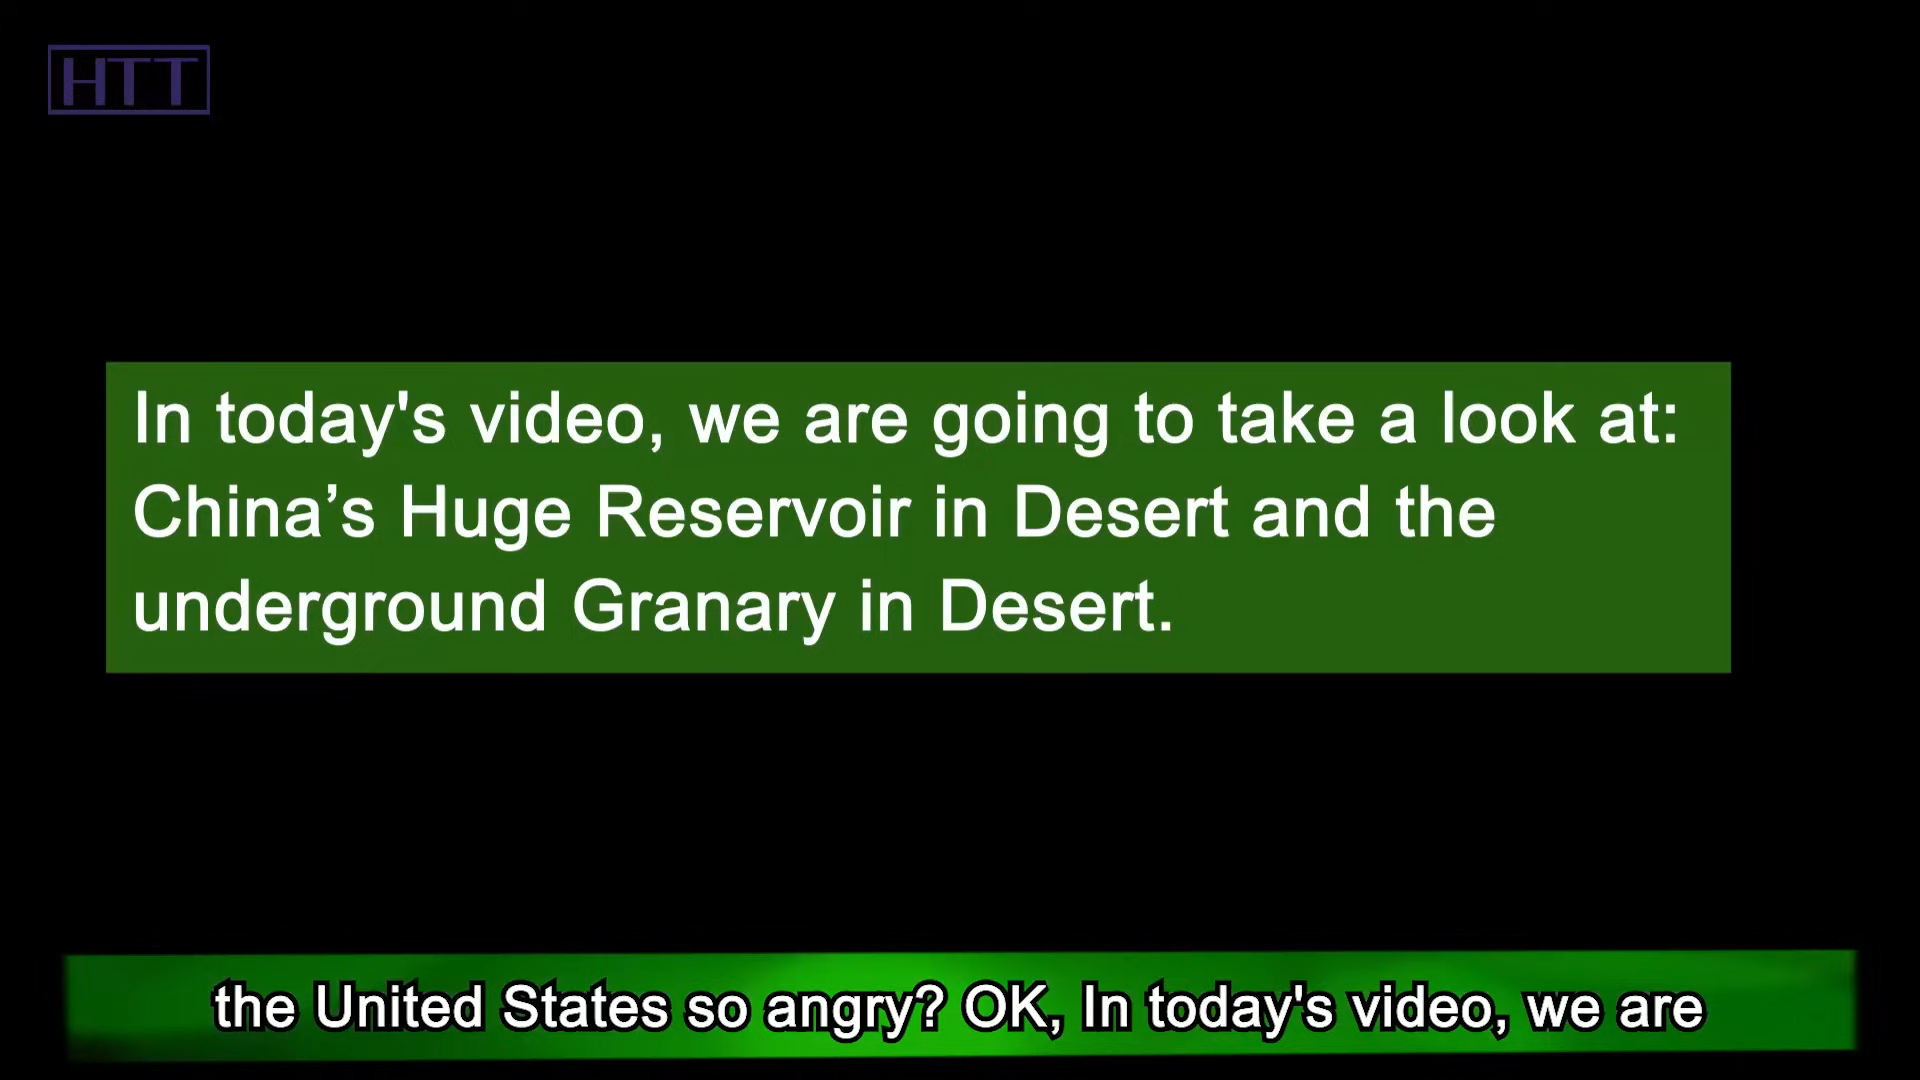 HTT
In today's video, we are going to take a look at:
China’s Huge Reservoir in Desert and the
underground Granary in Desert.
the United States so angry? OK, In today's video, we are